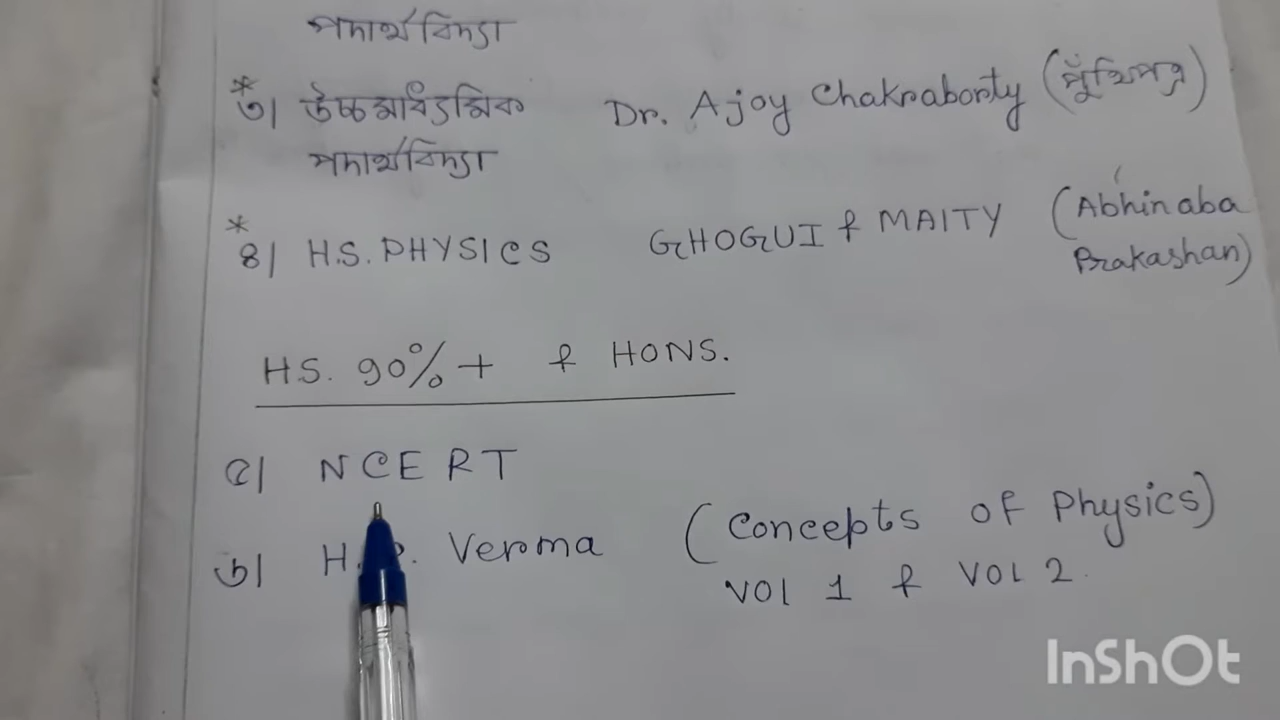 পদার্থবিদ্যা
* ৩| উচ্চমাধ্যমিক Dr. Ajoy Chakraborty (পুঁথিপত্র)
পদার্থবিদ্যা
* ৪| H.S. PHYSICS GHOGUI & MAITY (Abhinaba
Prakashan)
H.S. 90%+ & HONS.
৫| NCERT
৬| H. Verma (Concepts of Physics)
VOL 1 & VOL 2.
InShOt